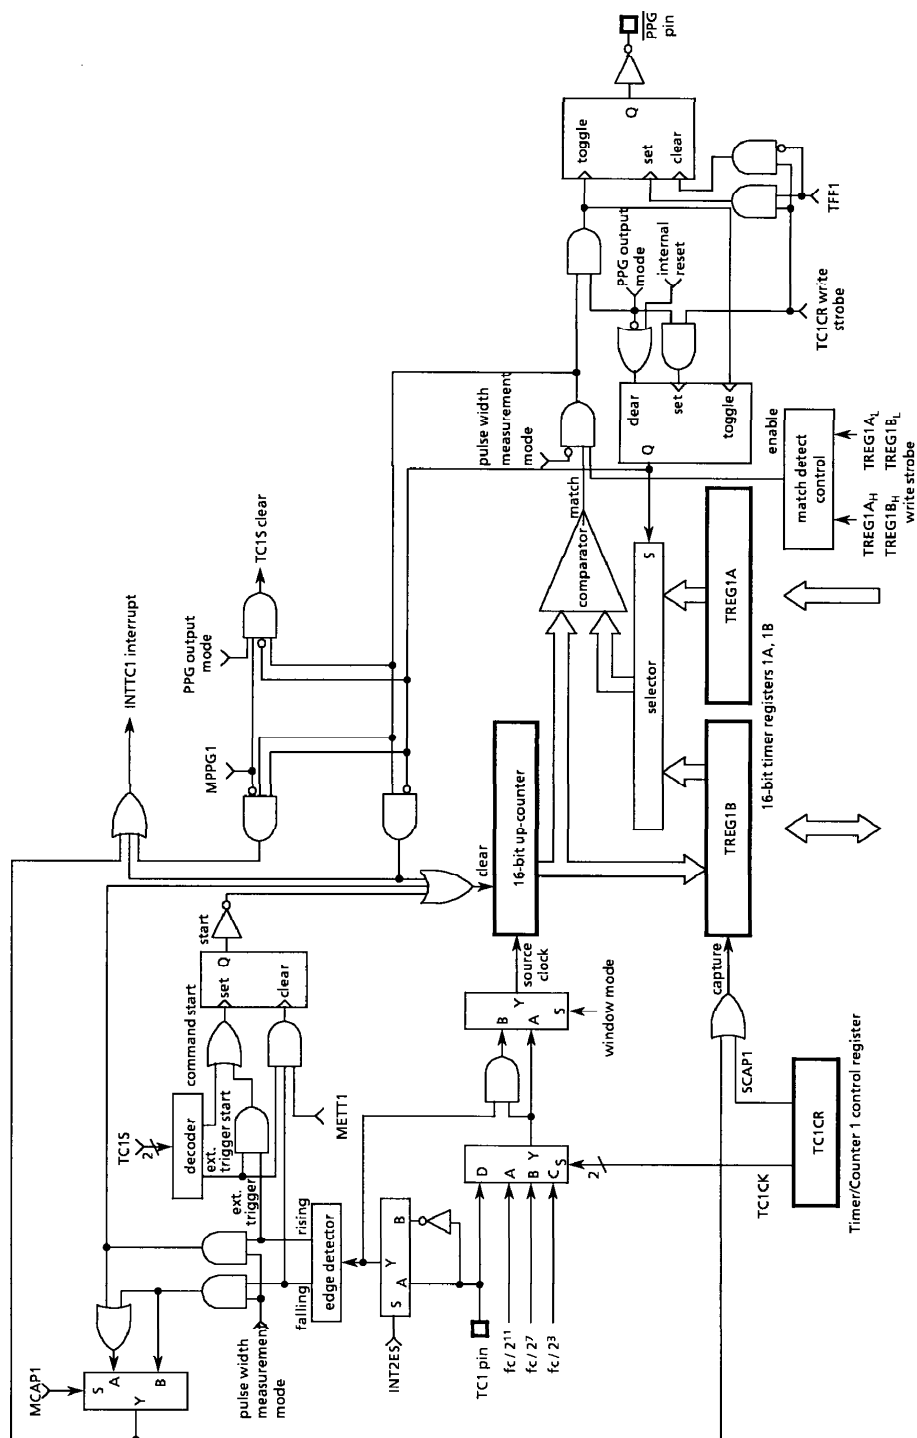 MCAP1
S
A
B
Y
pulse width
measurement
mode
TC1S
2
decoder
command start
ext. trigger start
ext.
trigger
rising
falling
edge detector
METT1
set
Q
clear
start
INT2ES
S
A
Y
B
TC1 pin
fc/2¹¹
fc/2⁷
fc/2³
D
A
B
C
Y
S
2
B
A
Y
S
window mode
source
clock
clear
16-bit up-counter
INTTC1 interrupt
MPPG1
PPG output
mode
TC1S clear
pulse width
measurement
mode
comparator
match
selector
S
TREG1B
TREG1A
16-bit timer registers 1A, 1B
capture
SCAP1
TC1CK
TC1CR
Timer/Counter 1 control register
Q
clear
set
toggle
PPG output
mode
internal
reset
enable
match detect
control
TREG1A_H
TREG1B_H
TREG1A_L
TREG1B_L
write strobe
TC1CR write
strobe
TFF1
toggle
set
clear
Q
PPG
pin